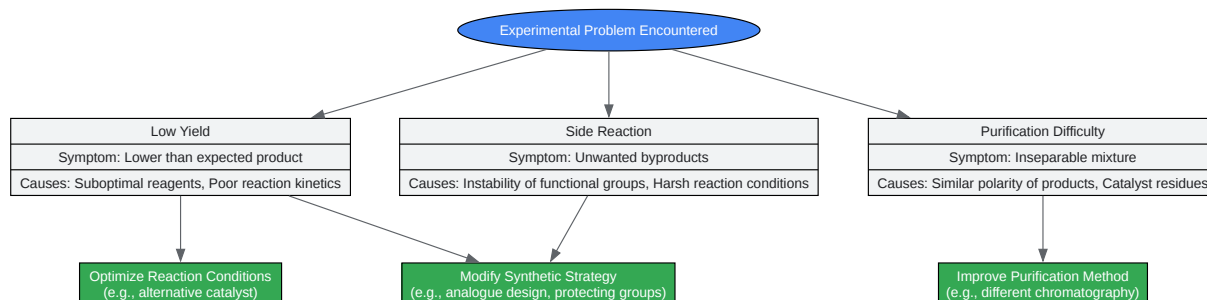 Experimental Problem Encountered
Low Yield
Symptom: Lower than expected product
Causes: Suboptimal reagents, Poor reaction kinetics
Side Reaction
Symptom: Unwanted byproducts
Causes: Instability of functional groups, Harsh reaction conditions
Purification Difficulty
Symptom: Inseparable mixture
Causes: Similar polarity of products, Catalyst residues
Optimize Reaction Conditions
(e.g., alternative catalyst)
Modify Synthetic Strategy
(e.g., analogue design, protecting groups)
Improve Purification Method
(e.g., different chromatography)